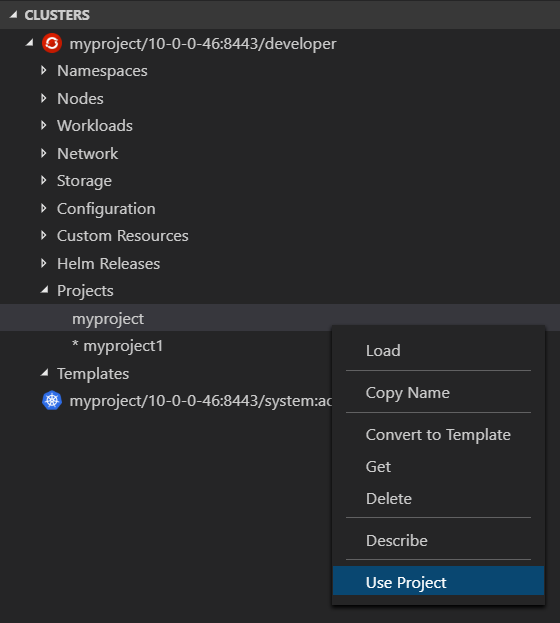 CLUSTERS
myproject/10-0-0-46:8443/developer
Namespaces
Nodes
Workloads
Network
Storage
Configuration
Custom Resources
Helm Releases
Projects
myproject
* myproject1
Templates
myproject/10-0-0-46:8443/system:ad
Load
Copy Name
Convert to Template
Get
Delete
Describe
Use Project